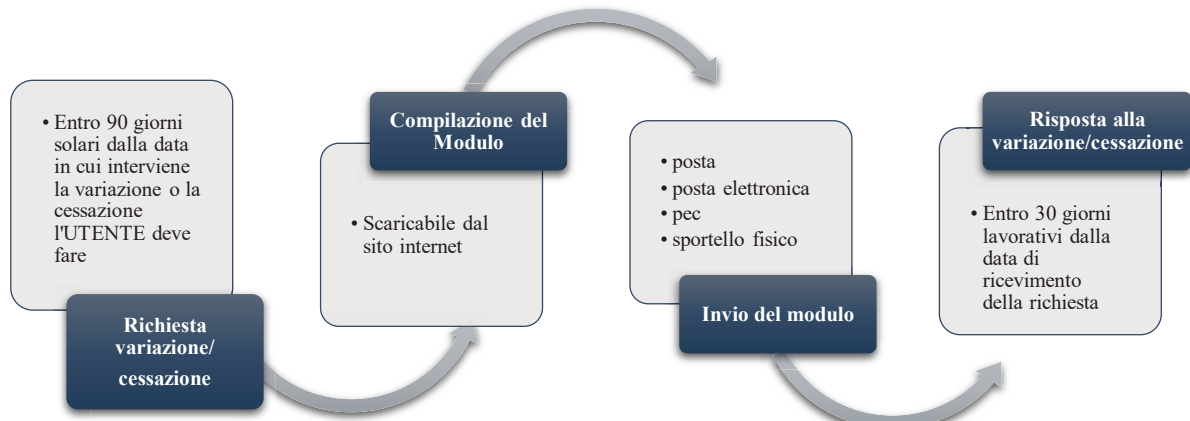 • Entro 90 giorni
solari dalla data
in cui interviene
la variazione o la
cessazione
l'UTENTE deve
fare
Richiesta
variazione/
cessazione
Compilazione del
Modulo
• Scaricabile dal
sito internet
• posta
• posta elettronica
• pec
• sportello fisico
Invio del modulo
Risposta alla
variazione/cessazione
• Entro 30 giorni
lavorativi dalla
data di
ricevimento
della richiesta